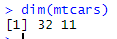 > dim(mtcars)
[1] 32 11
>